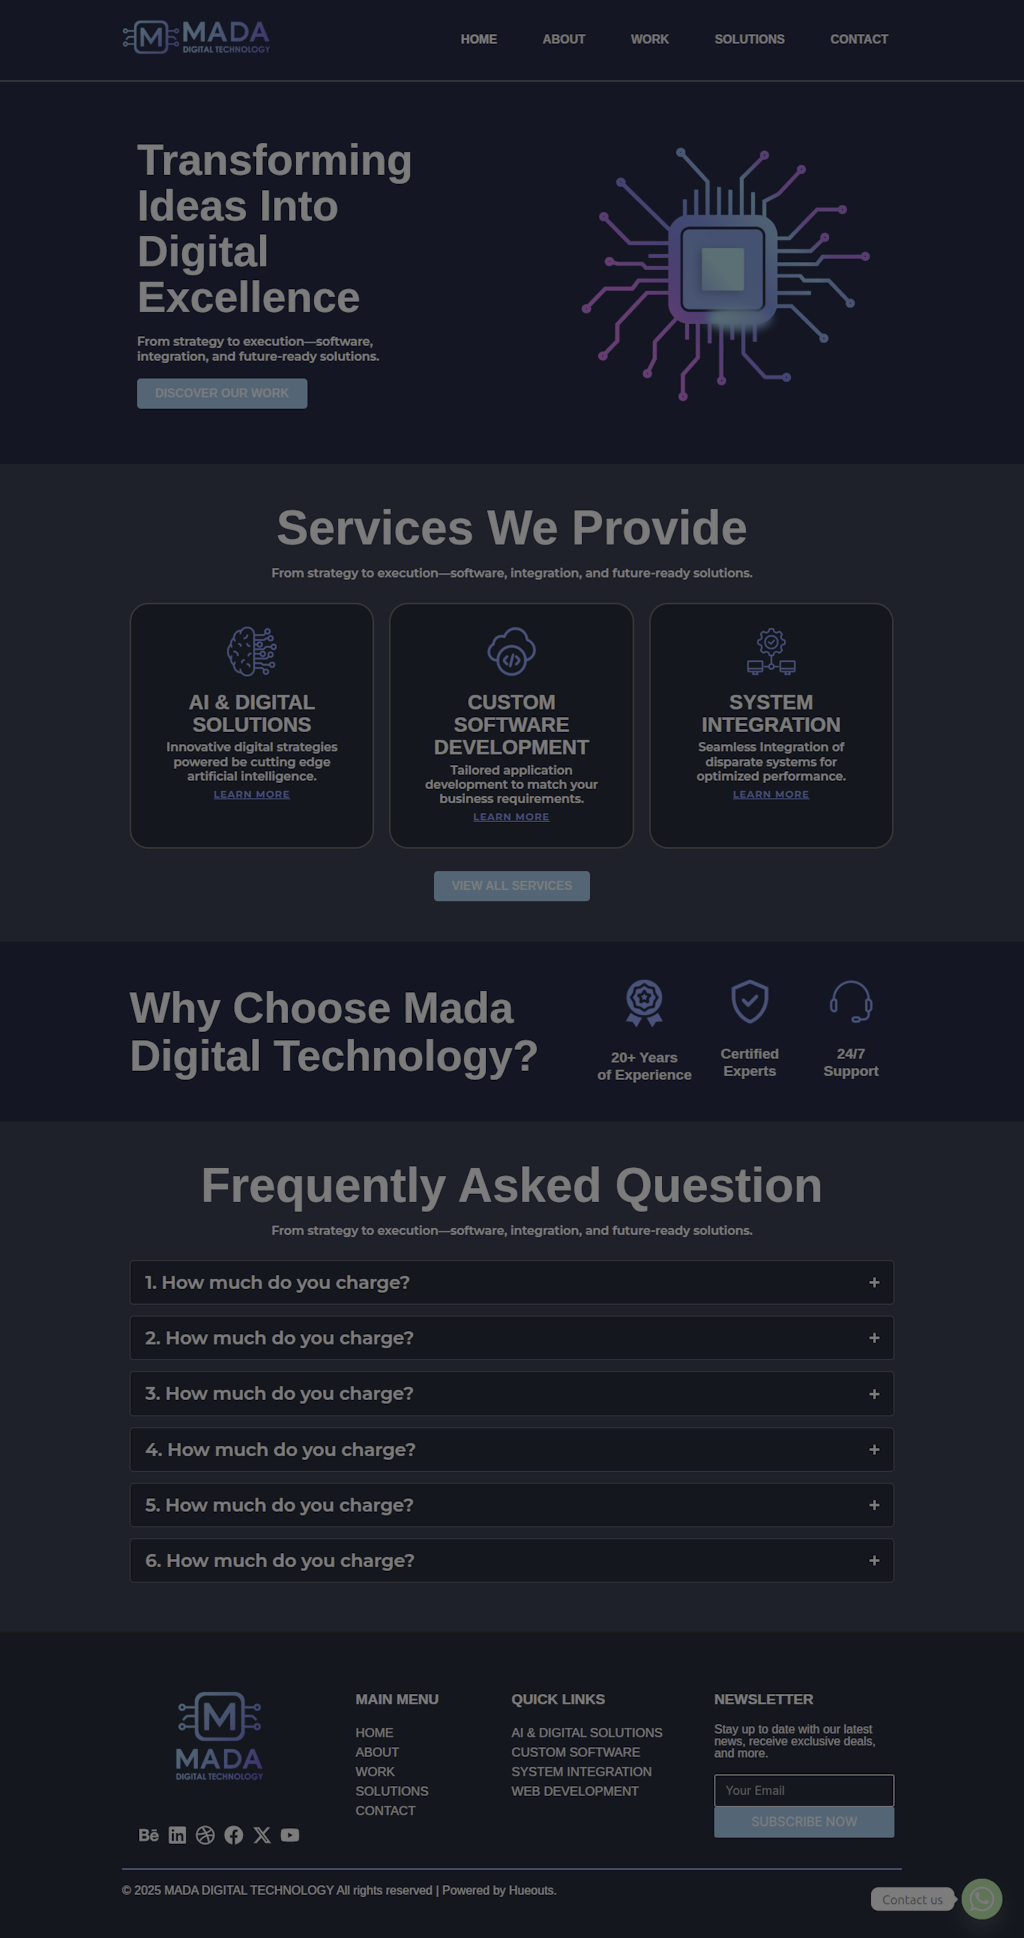 MADA
DIGITAL TECHNOLOGY
HOME
ABOUT
WORK
SOLUTIONS
CONTACT
Transforming
Ideas Into
Digital
Excellence
From strategy to execution—software,
integration, and future-ready solutions.
DISCOVER OUR WORK
Services We Provide
From strategy to execution—software, integration, and future-ready solutions.
AI & DIGITAL
SOLUTIONS
Innovative digital strategies
powered be cutting edge
artificial intelligence.
LEARN MORE
CUSTOM
SOFTWARE
DEVELOPMENT
Tailored application
development to match your
business requirements.
LEARN MORE
SYSTEM
INTEGRATION
Seamless Integration of
disparate systems for
optimized performance.
LEARN MORE
VIEW ALL SERVICES
Why Choose Mada
Digital Technology?
20+ Years
of Experience
Certified
Experts
24/7
Support
Frequently Asked Question
From strategy to execution—software, integration, and future-ready solutions.
1. How much do you charge? +
2. How much do you charge? +
3. How much do you charge? +
4. How much do you charge? +
5. How much do you charge? +
6. How much do you charge? +
M
MADA
DIGITAL TECHNOLOGY
Bē
MAIN MENU
HOME
ABOUT
WORK
SOLUTIONS
CONTACT
QUICK LINKS
AI & DIGITAL SOLUTIONS
CUSTOM SOFTWARE
SYSTEM INTEGRATION
WEB DEVELOPMENT
NEWSLETTER
Stay up to date with our latest
news, receive exclusive deals,
and more.
Your Email
SUBSCRIBE NOW
© 2025 MADA DIGITAL TECHNOLOGY All rights reserved | Powered by Hueouts.
Contact us